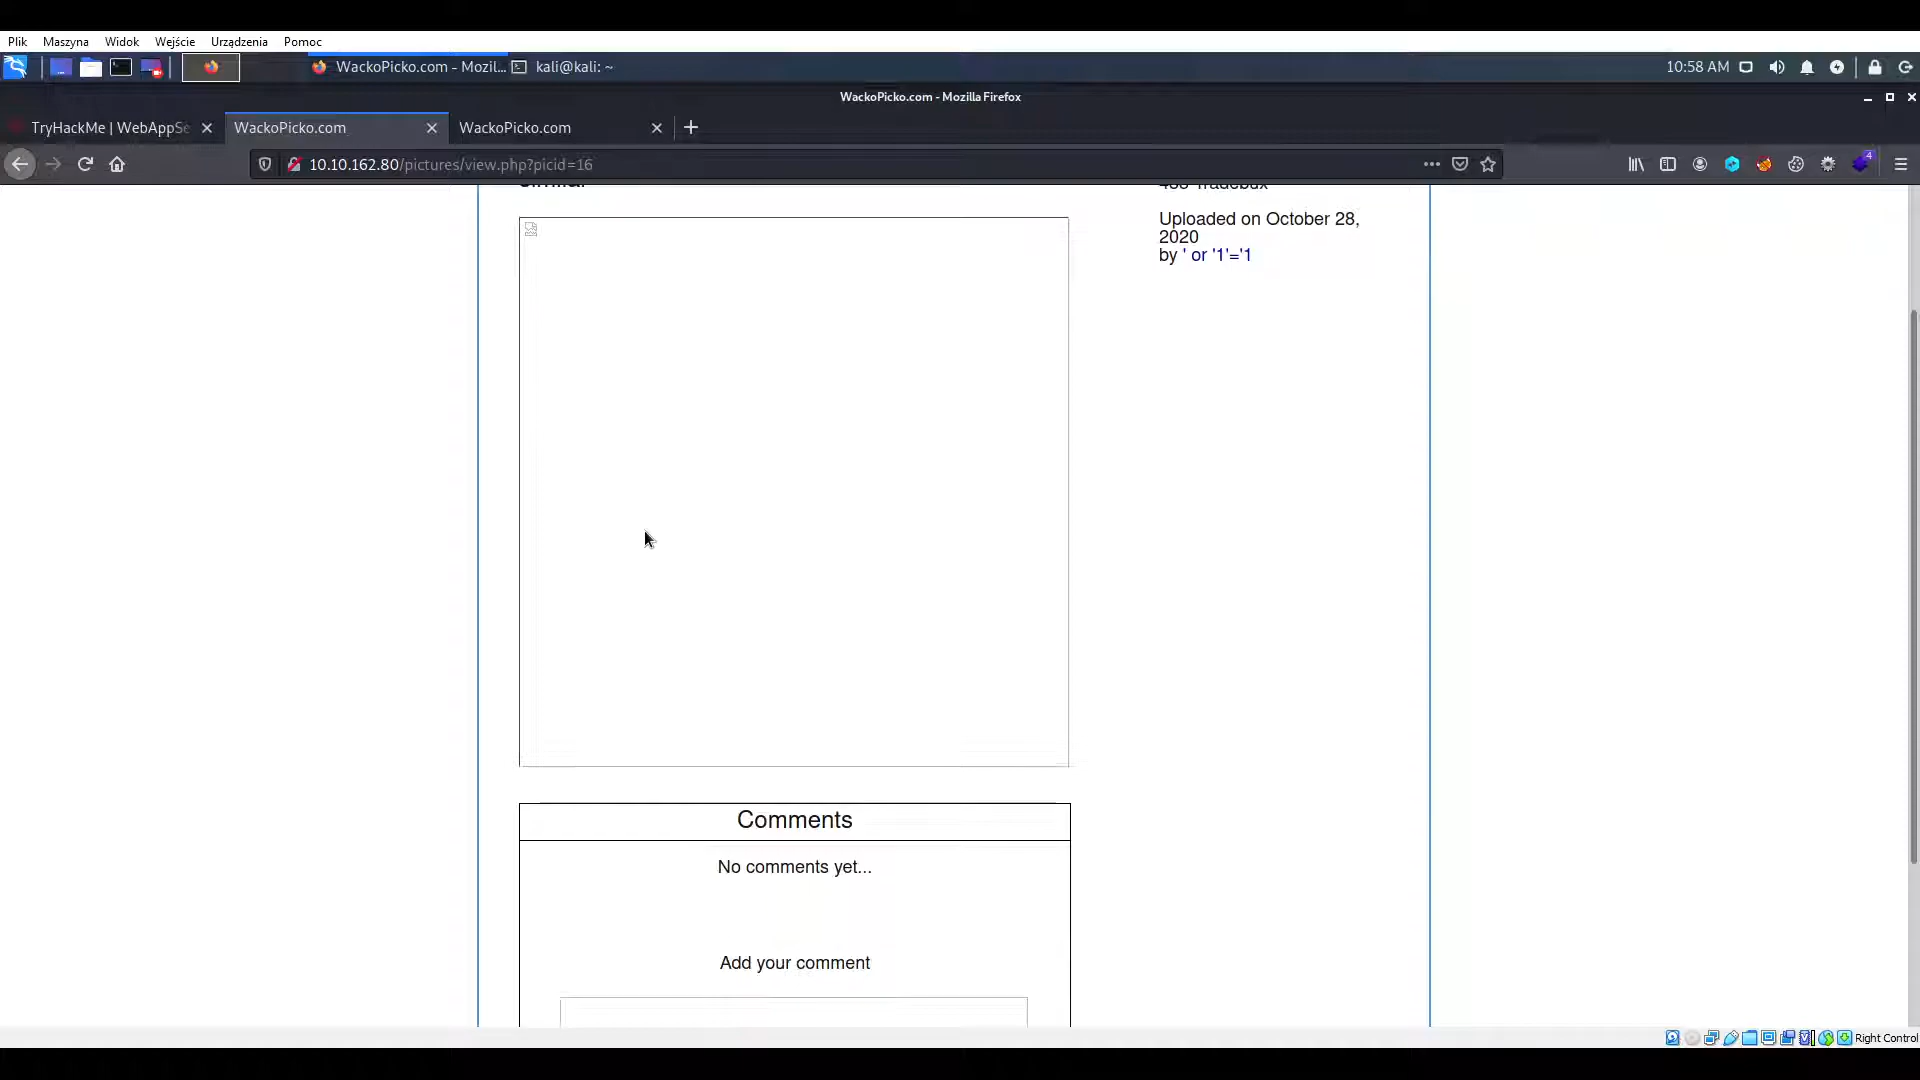 Plik Maszyna Widok Wejście Urządzenia Pomoc
WackoPicko.com - Mozil... kali@kali: ~ 10:58 AM
WackoPicko.com - Mozilla Firefox
TryHackMe | WebAppSe WackoPicko.com WackoPicko.com
10.10.162.80/pictures/view.php?picid=16
4
Uploaded on October 28,
2020
by ' or '1'='1
Comments
No comments yet...
Add your comment
Right Control